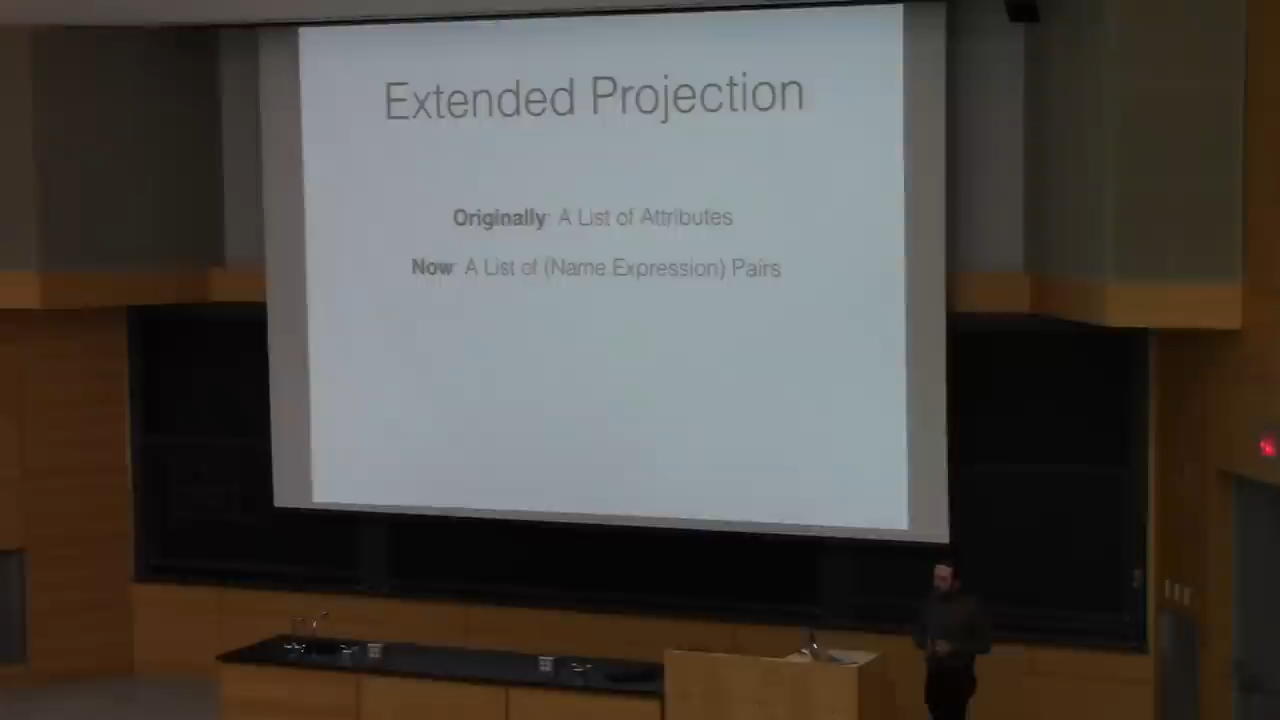 Extended Projection
Originally: A List of Attributes
Now: A List of (Name,Expression) Pairs